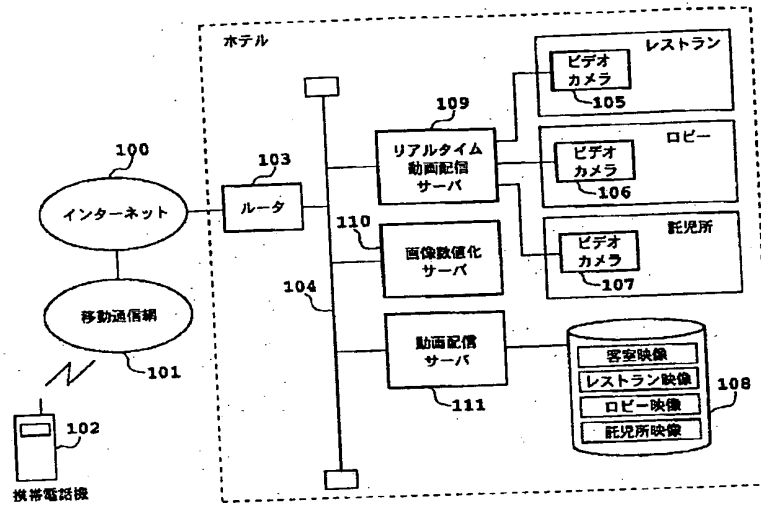 ホテル
レストラン
ビデオ
カメラ
105
109
リアルタイム
動画配信
サーバ
ロビー
ビデオ
カメラ
106
100
インターネット
103
ルータ
110
画像数値化
サーバ
託児所
ビデオ
カメラ
107
104
移動通信網
101
動画配信
サーバ
111
客室映像
レストラン映像
ロビー映像
託児所映像
108
102
携帯電話機